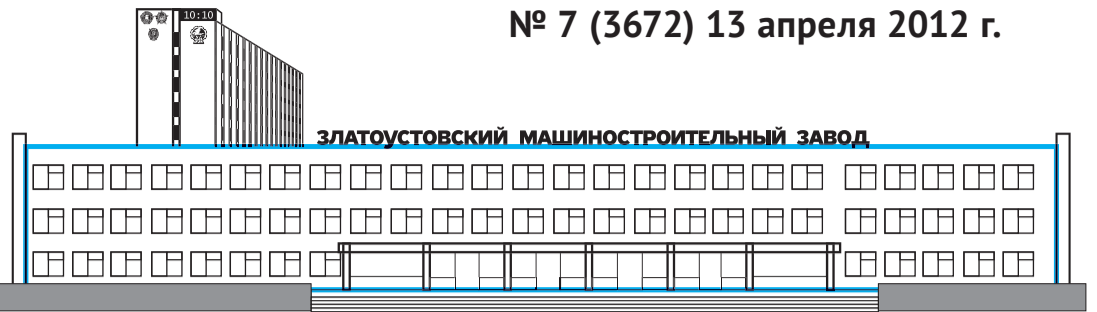 № 7 (3672) 13 апреля 2012 г.
10:10
ЗЛАТОУСТОВСКИЙ МАШИНОСТРОИТЕЛЬНЫЙ ЗАВОД